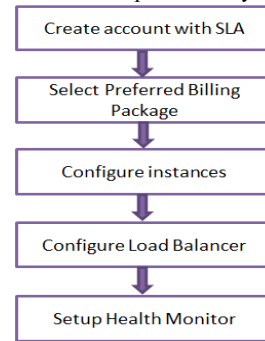 Create account with SLA
Select Preferred Billing
Package
Configure instances
Configure Load Balancer
Setup Health Monitor